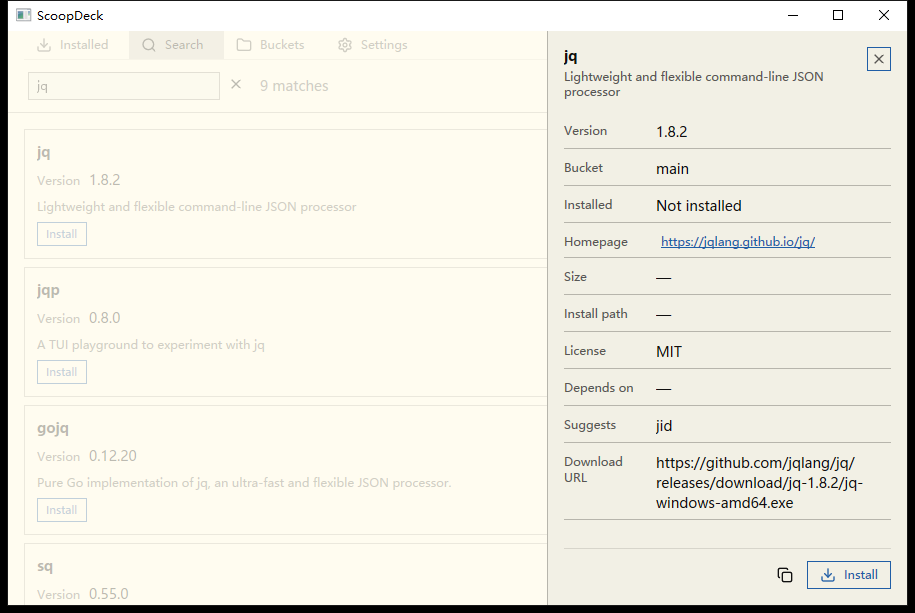 ScoopDeck
Installed Search Buckets Settings
jq 9 matches
jq
Version 1.8.2
Lightweight and flexible command-line JSON processor
Install
jqp
Version 0.8.0
A TUI playground to experiment with jq
Install
gojq
Version 0.12.20
Pure Go implementation of jq, an ultra-fast and flexible JSON processor.
Install
sq
Version 0.55.0
jq
Lightweight and flexible command-line JSON
processor
Version 1.8.2
Bucket main
Installed Not installed
Homepage https://jqlang.github.io/jq/
Size —
Install path —
License MIT
Depends on —
Suggests jid
Download
URL
https://github.com/jqlang/jq/
releases/download/jq-1.8.2/jq-
windows-amd64.exe
Install